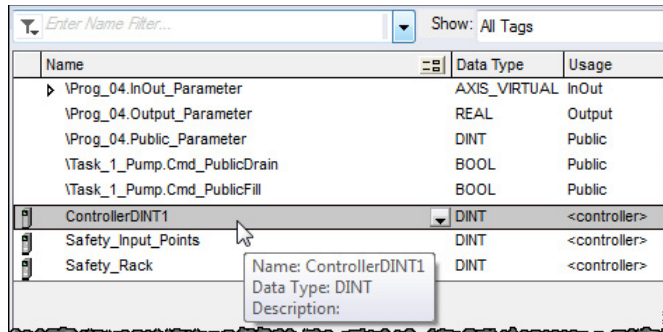 Enter Name Filter... Show: All Tags
Name Data Type Usage
\Prog_04.InOut_Parameter AXIS_VIRTUAL InOut
\Prog_04.Output_Parameter REAL Output
\Prog_04.Public_Parameter DINT Public
\Task_1_Pump.Cmd_PublicDrain BOOL Public
\Task_1_Pump.Cmd_PublicFill BOOL Public
ControllerDINT1 DINT <controller>
Safety_Input_Points DINT <controller>
Safety_Rack DINT <controller>
Name: ControllerDINT1
Data Type: DINT
Description: